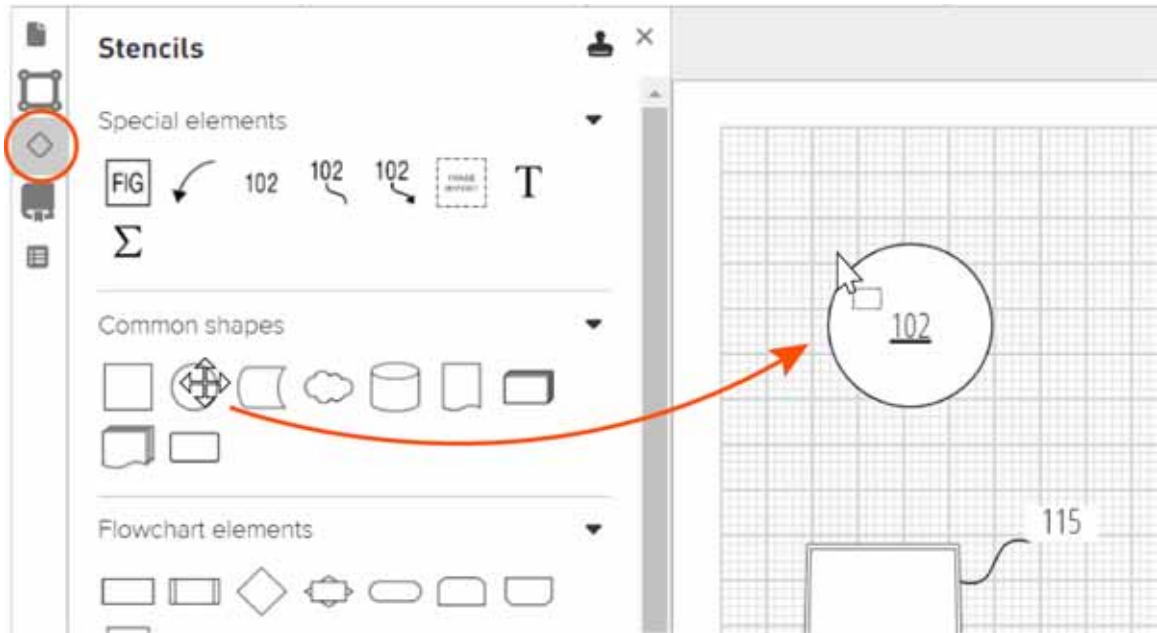 Stencils
Special elements
FIG 102 102 102 T
Σ
Common shapes
102
115
Flowchart elements